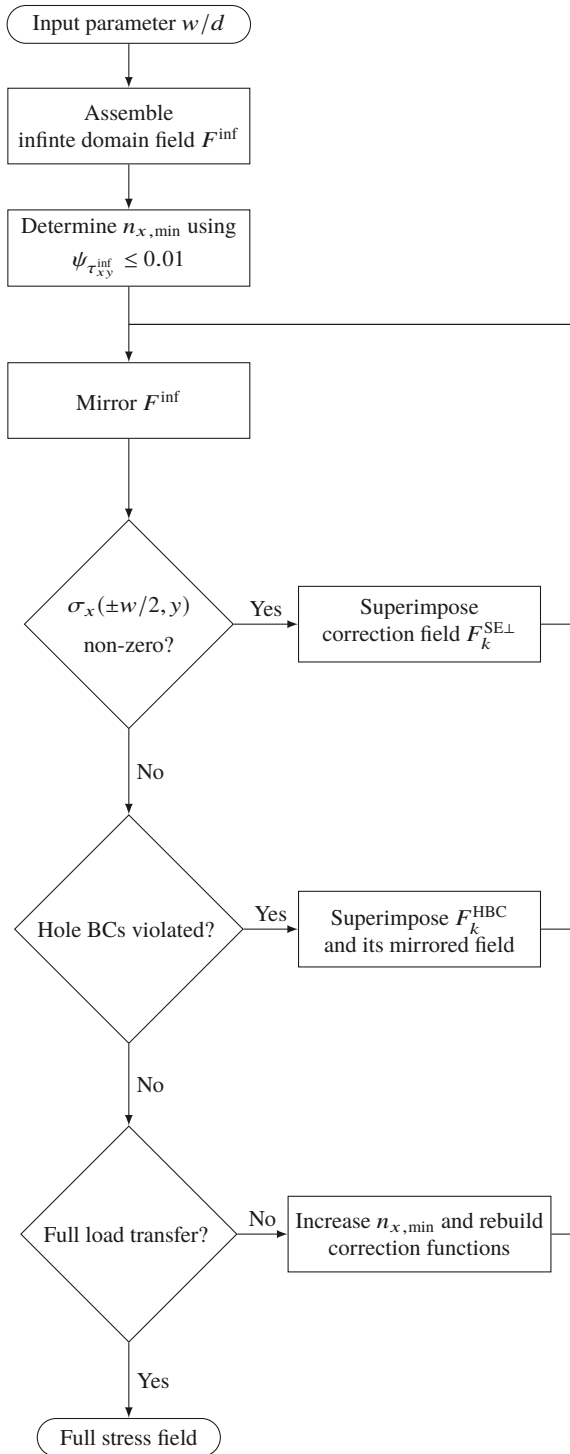 Input parameter w/d
Assemble
infinte domain field F^inf
Determine n_x,min using
ψ_τ_xy^inf ≤ 0.01
Mirror F^inf
σ_x(±w/2, y)
non-zero?
Yes
Superimpose
correction field F_k^SE⊥
No
Hole BCs violated?
Yes
Superimpose F_k^HBC
and its mirrored field
No
Full load transfer?
No
Increase n_x,min and rebuild
correction functions
Yes
Full stress field